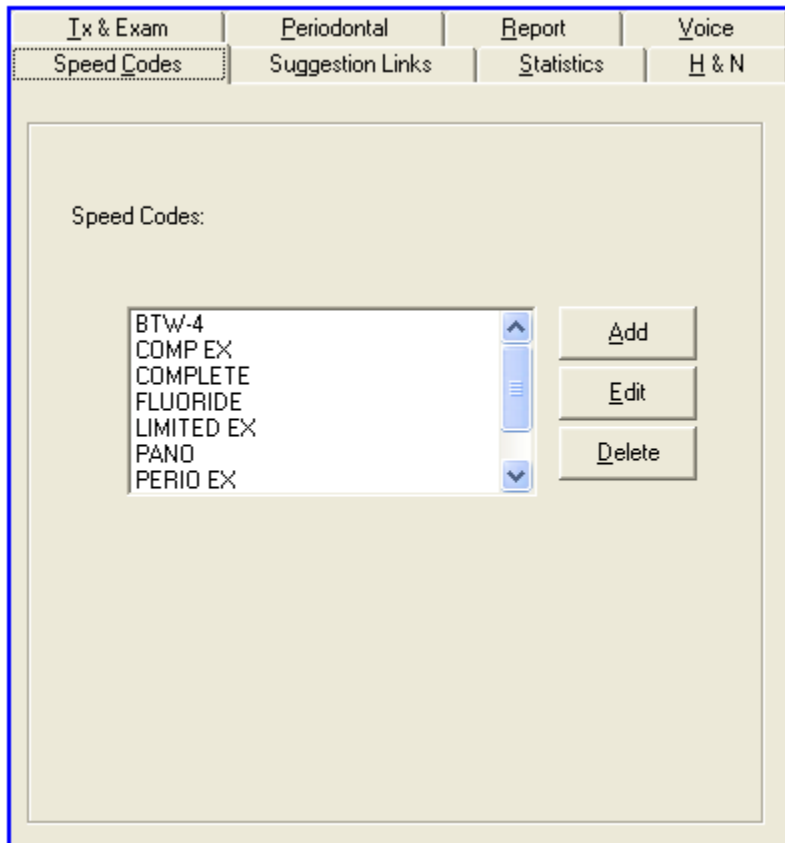 Tx & Exam Periodontal Report Voice
Speed Codes Suggestion Links Statistics H & N
Speed Codes:
BTW-4
COMP EX
COMPLETE
FLUORIDE
LIMITED EX
PANO
PERIO EX
Add
Edit
Delete